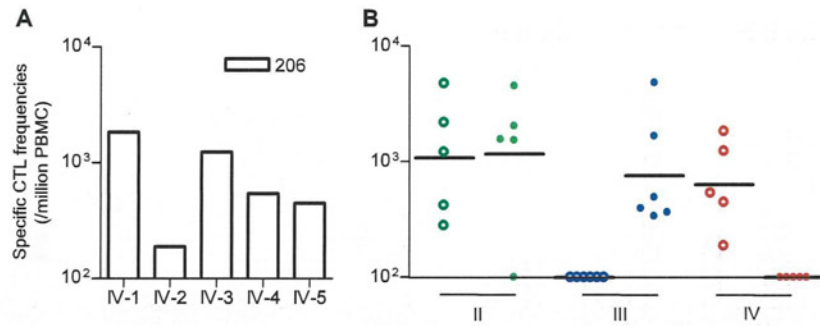 A
Specific CTL frequencies
(/million PBMC)
10⁴
10³
10²
206
IV-1 IV-2 IV-3 IV-4 IV-5
B
10⁴
10³
10²
II III IV